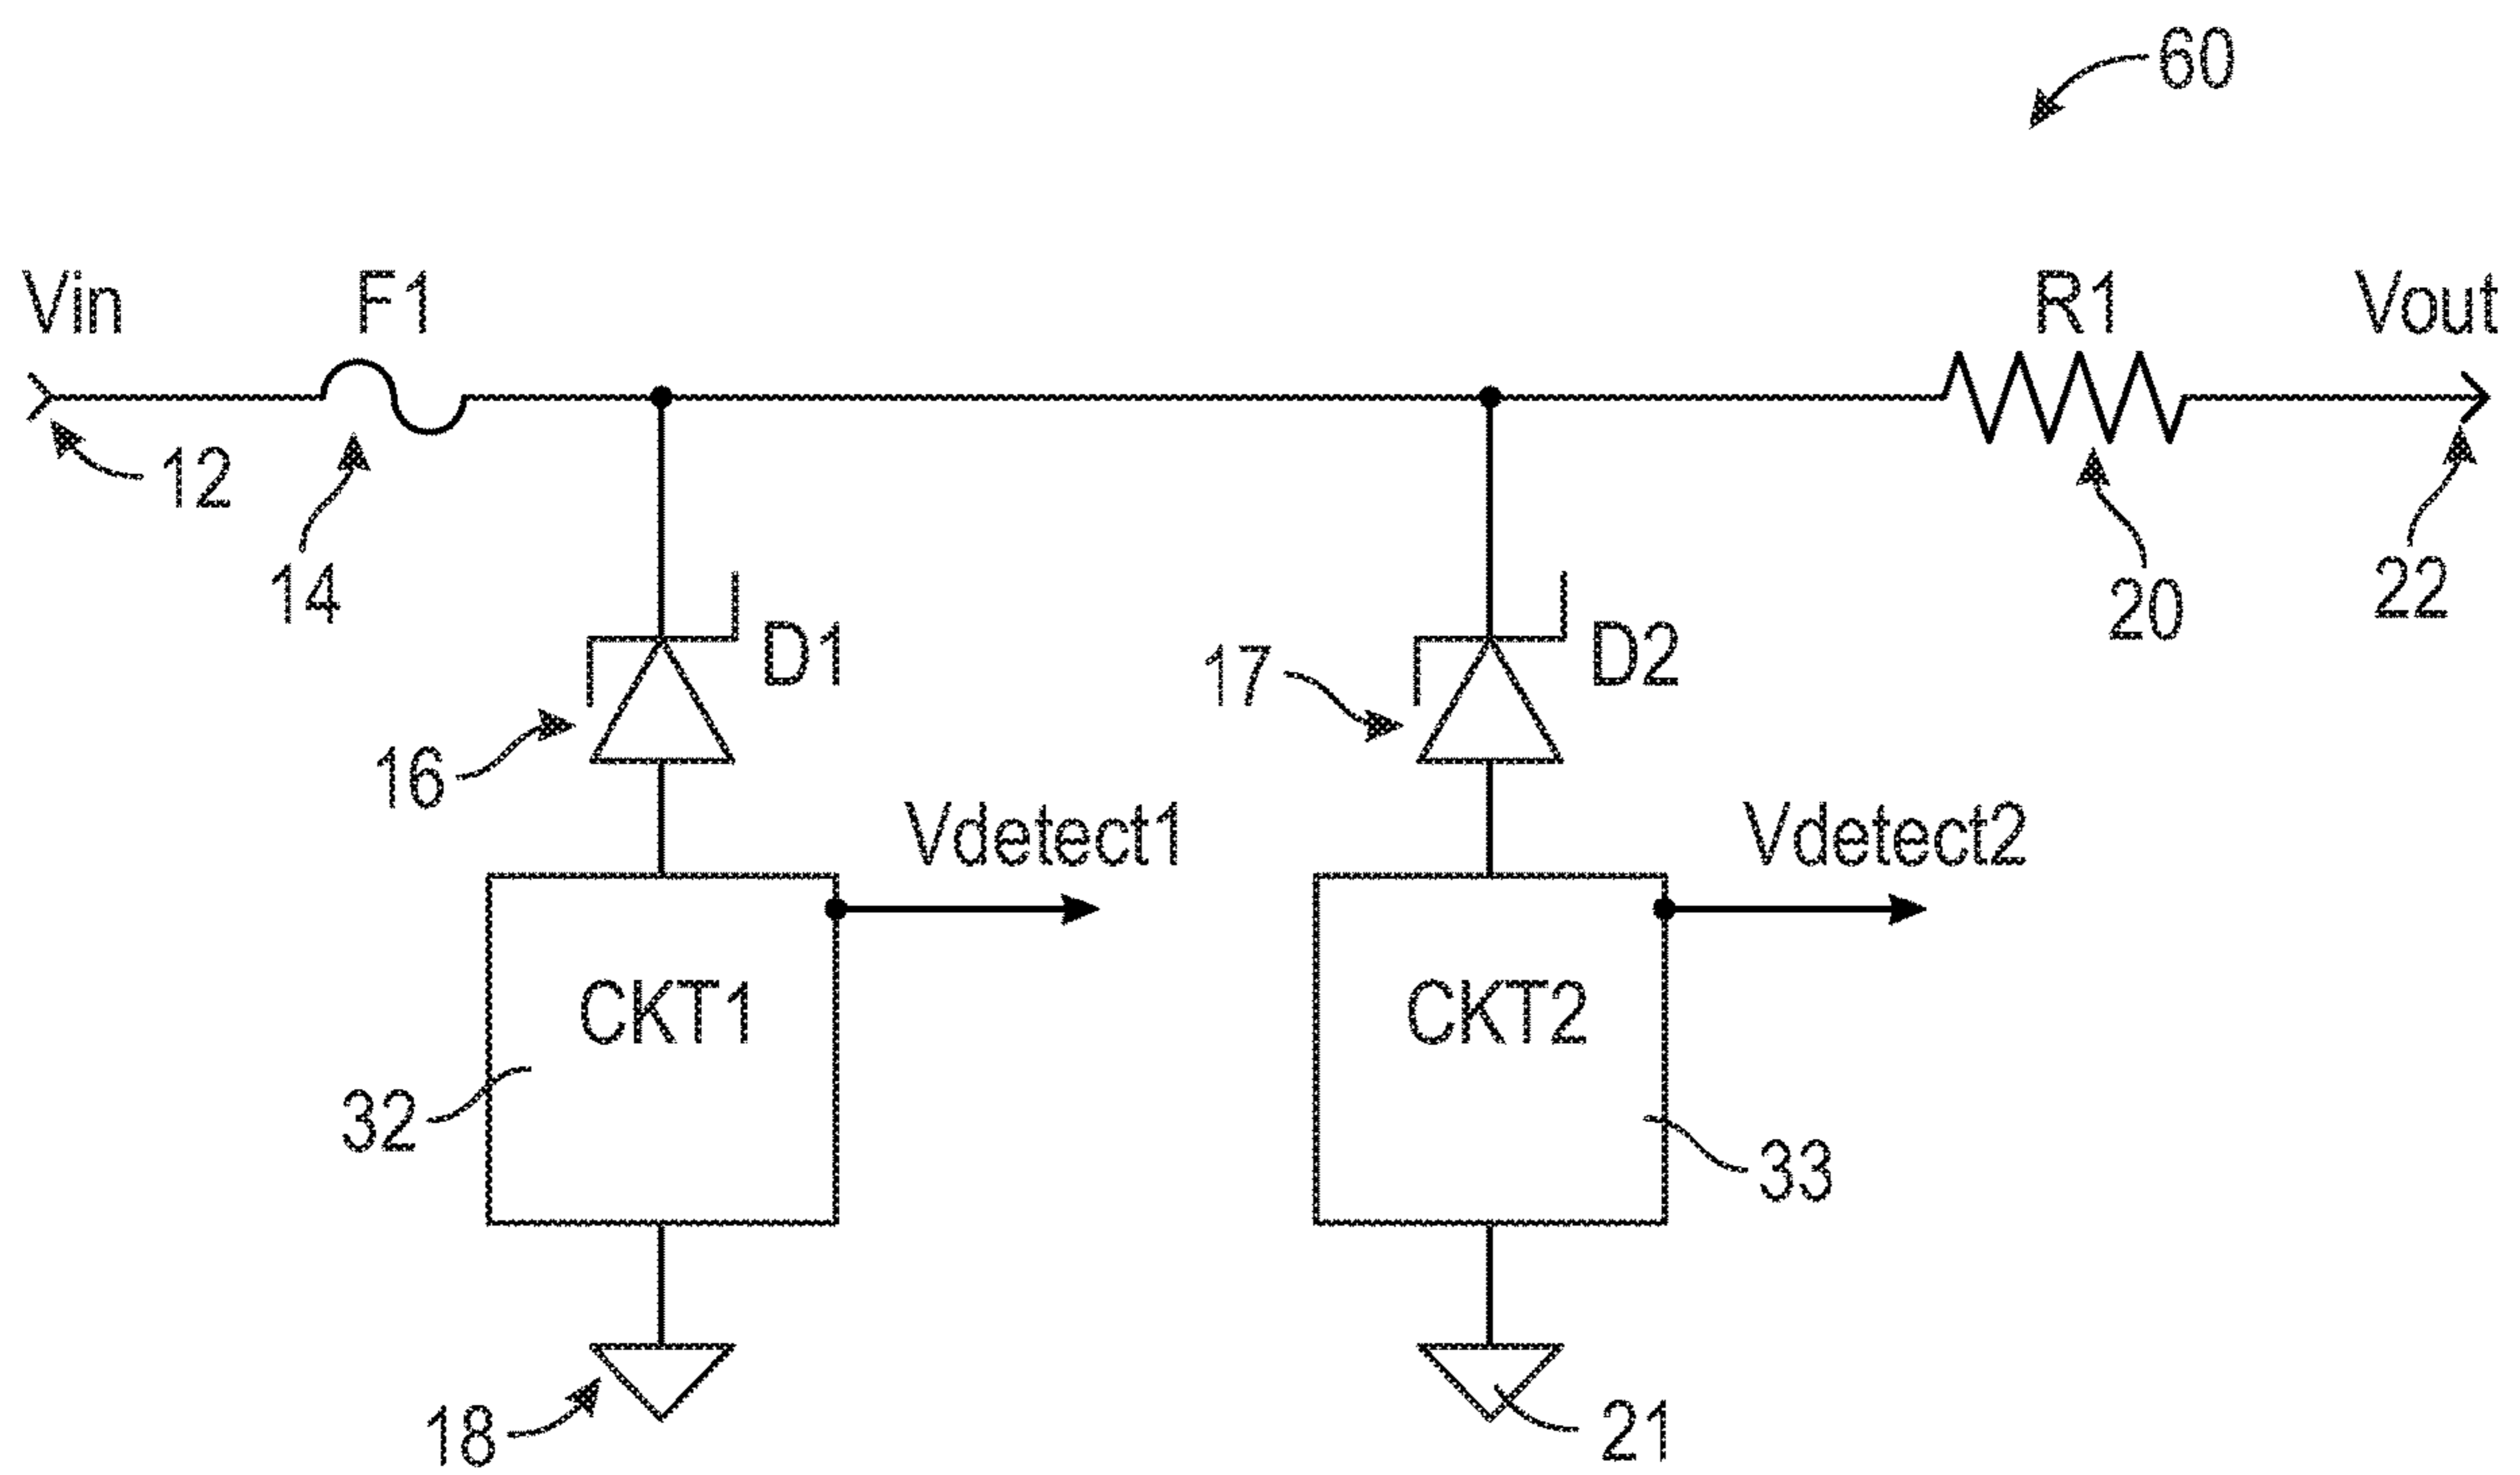 60
Vin
F1
R1
Vout
12
14
20
22
D1
17
D2
16
Vdetect1
Vdetect2
CKT1
CKT2
32
33
18
21